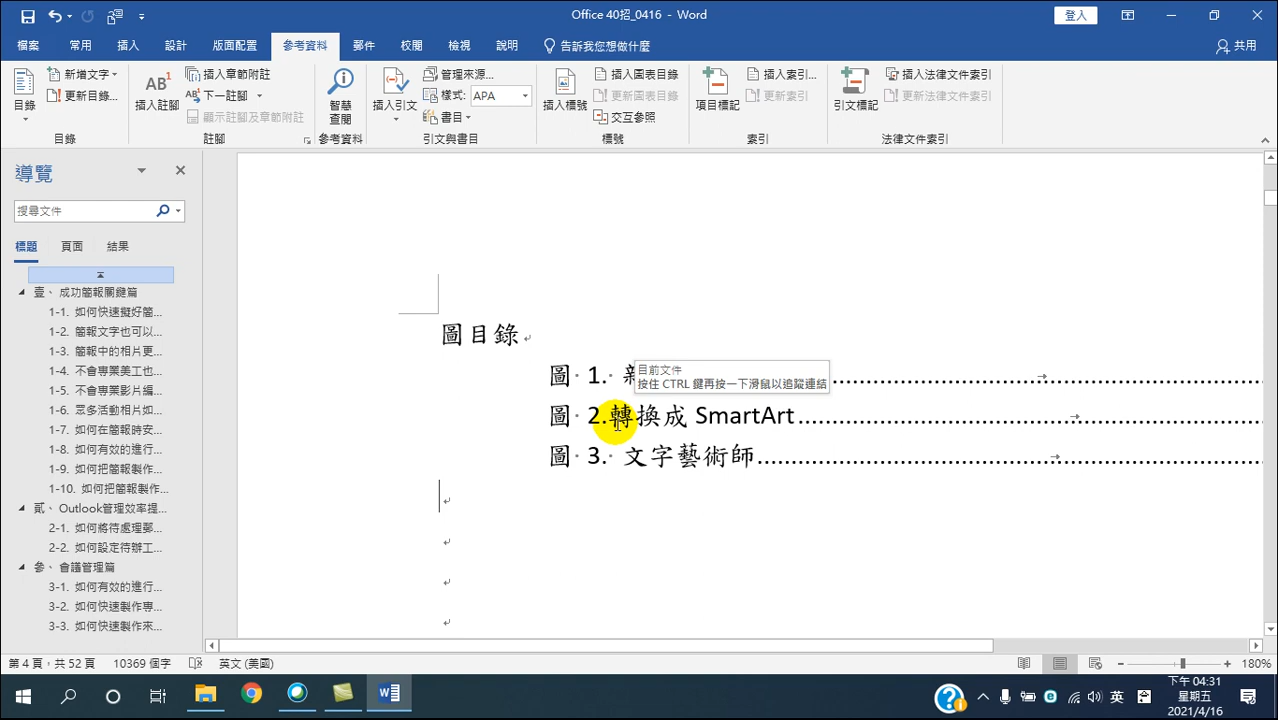 Office 40招_0416 - Word
登入
檔案 常用 插入 設計 版面配置 參考資料 郵件 校閱 檢視 說明 告訴我您想做什麼 共用
目錄
新增文字
更新目錄...
目錄
AB1
插入註腳
插入章節附註
下一註腳
顯示註腳及章節附註
註腳
智慧查閱
參考資料
插入引文
管理來源...
樣式: APA
書目
引文與書目
插入標號
插入圖表目錄
更新圖表目錄
交互參照
標號
項目標記
插入索引...
更新索引
索引
引文標記
插入法律文件索引
更新法律文件索引
法律文件索引
導覽
搜尋文件
標題 頁面 結果
壹、 成功簡報關鍵篇
1-1. 如何快速擬好簡...
1-2. 簡報文字也可以...
1-3. 簡報中的相片更...
1-4. 不會專業美工也...
1-5. 不會專業影片編...
1-6. 眾多活動相片如...
1-7. 如何在簡報時安...
1-8. 如何有效的進行...
1-9. 如何把簡報製作...
1-10. 如何把簡報製作...
貳、 Outlook管理效率提...
2-1. 如何將待處理郵...
2-2. 如何設定待辦工...
參、 會議管理篇
3-1. 如何有效的進行...
3-2. 如何快速製作專...
3-3. 如何快速製作來...
圖目錄
圖 1.
目前文件
按住 CTRL 鍵再按一下滑鼠以追蹤連結
圖 2.轉換成 SmartArt
圖 3. 文字藝術師
第 4 頁，共 52 頁 10369 個字 英文 (美國) 180%
英
下午 04:31
星期五
2021/4/16